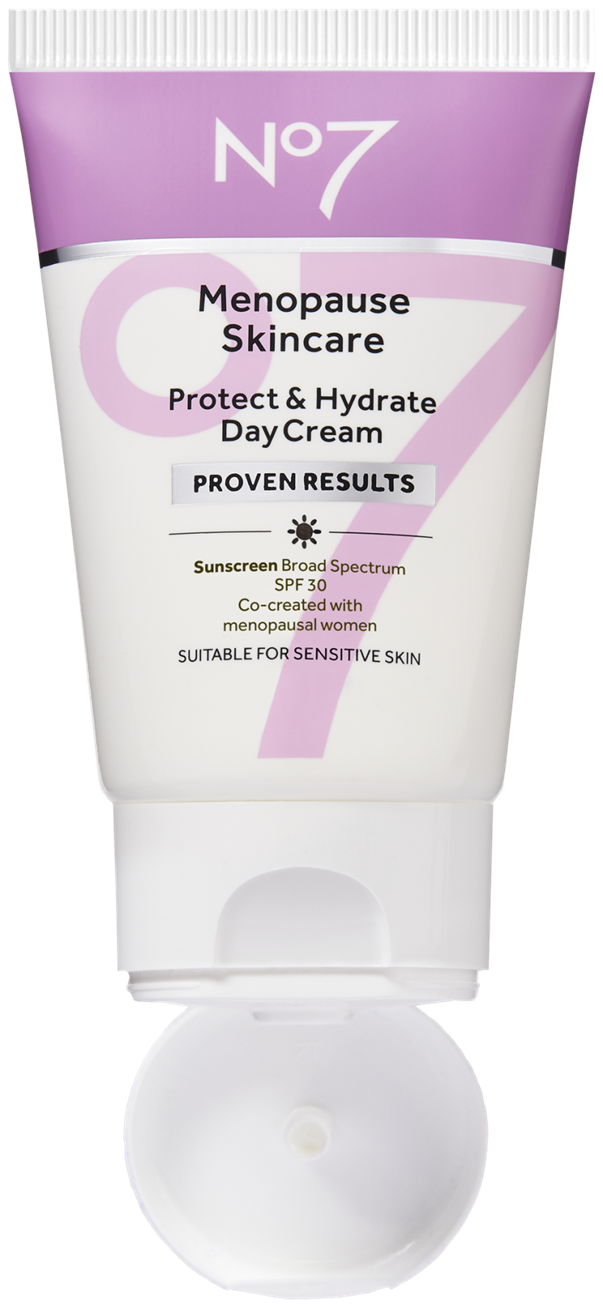 No7
Menopause
Skincare
Protect & Hydrate
Day Cream
PROVEN RESULTS
Sunscreen Broad Spectrum
SPF 30
Co-created with
menopausal women
SUITABLE FOR SENSITIVE SKIN